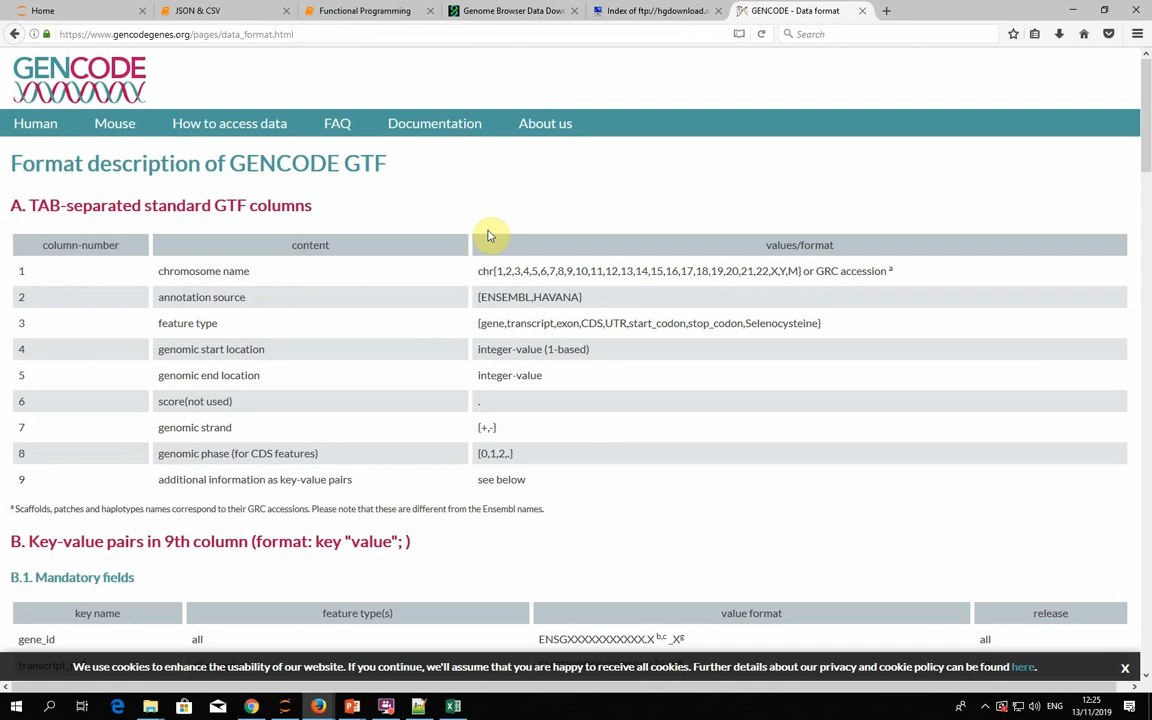 Home
JSON & CSV
Functional Programming
Genome Browser Data Dow
Index of ftp://hgdownload.s
GENCODE - Data format
https://www.gencodegenes.org/pages/data_format.html
Search
GENCODE
Human Mouse How to access data FAQ Documentation About us
Format description of GENCODE GTF
A. TAB-separated standard GTF columns
column-number content values/format
1 chromosome name chr{1,2,3,4,5,6,7,8,9,10,11,12,13,14,15,16,17,18,19,20,21,22,X,Y,M} or GRC accession a
2 annotation source {ENSEMBL,HAVANA}
3 feature type {gene,transcript,exon,CDS,UTR,start_codon,stop_codon,Selenocysteine}
4 genomic start location integer-value (1-based)
5 genomic end location integer-value
6 score(not used) .
7 genomic strand {+,-}
8 genomic phase (for CDS features) {0,1,2,.}
9 additional information as key-value pairs see below
a Scaffolds, patches and haplotypes names correspond to their GRC accessions. Please note that these are different from the Ensembl names.
B. Key-value pairs in 9th column (format: key "value"; )
B.1. Mandatory fields
key name feature type(s) value format release
gene_id all ENSGXXXXXXXXXXX.X b,c _Xg all
We use cookies to enhance the usability of our website. If you continue, we'll assume that you are happy to receive all cookies. Further details about our privacy and cookie policy can be found here. x
ENG
12:25
13/11/2019